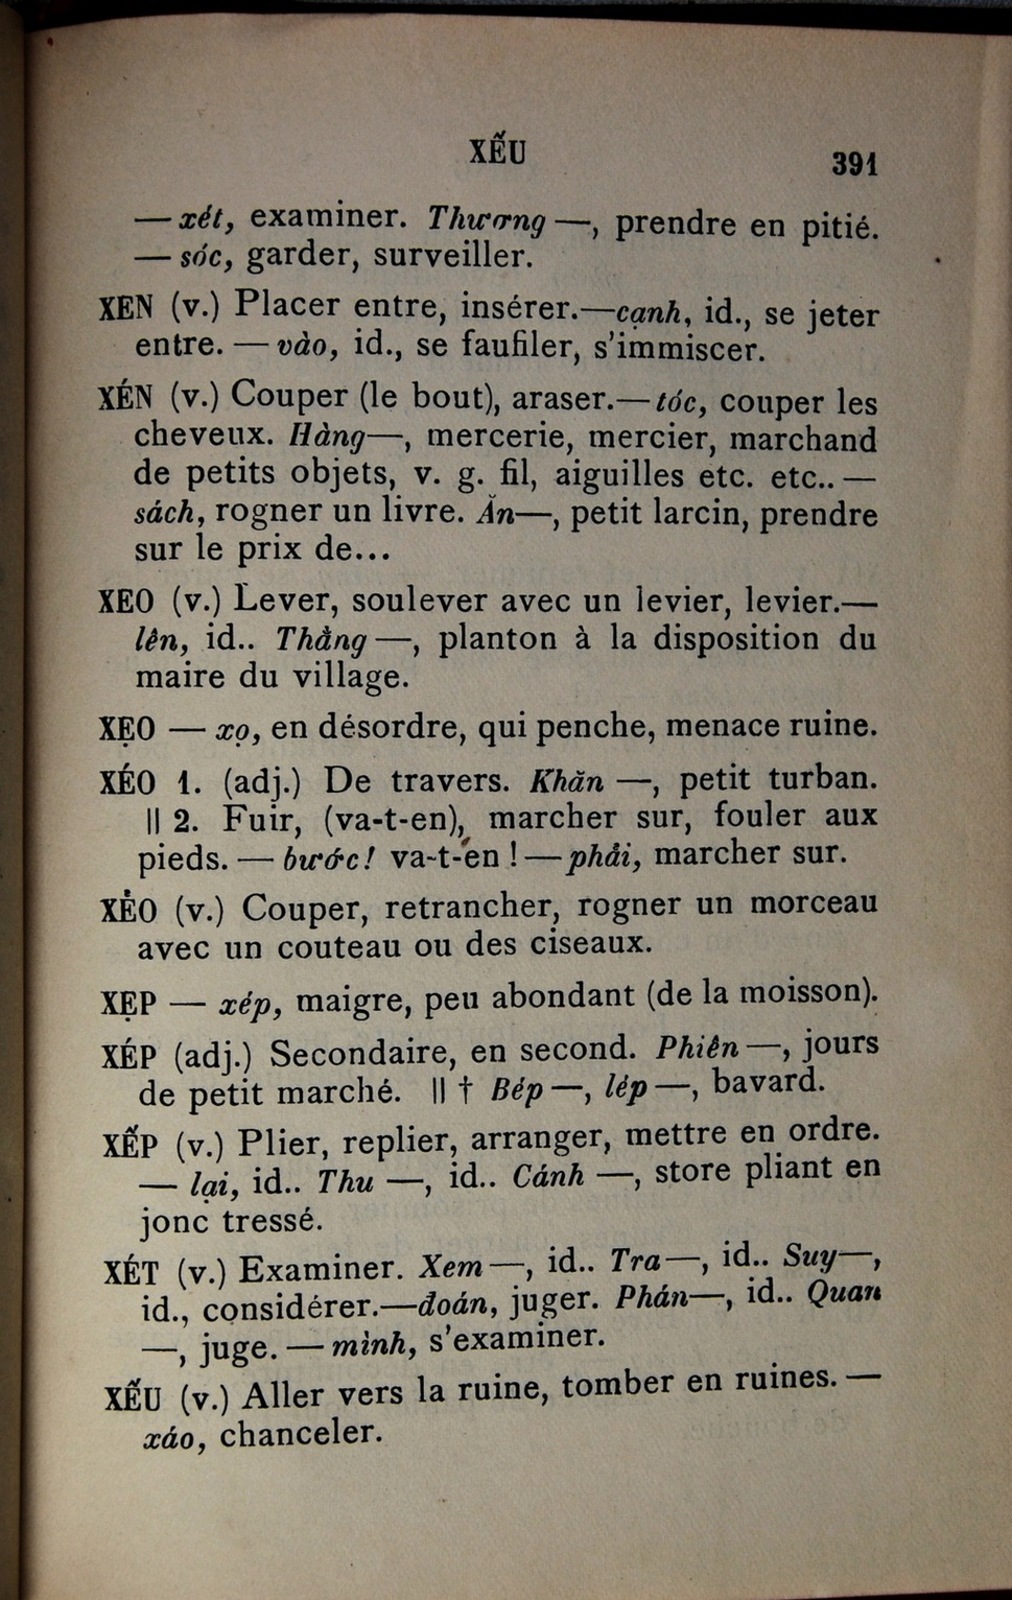 XẾU
391
— xét, examiner. Thương —, prendre en pitié.
— sóc, garder, surveiller.
XEN (v.) Placer entre, insérer.—cạnh, id., se jeter
entre. — vào, id., se faufiler, s'immiscer.
XÉN (v.) Couper (le bout), araser.— tóc, couper les
cheveux. Hàng—, mercerie, mercier, marchand
de petits objets, v. g. fil, aiguilles etc. etc.. —
sách, rogner un livre. Ăn—, petit larcin, prendre
sur le prix de...
XEO (v.) Lever, soulever avec un levier, levier.—
lên, id.. Thằng —, planton à la disposition du
maire du village.
XẸO — xọ, en désordre, qui penche, menace ruine.
XÉO 1. (adj.) De travers. Khăn —, petit turban.
|| 2. Fuir, (va-t-en), marcher sur, fouler aux
pieds. — bước! va-t-en ! — phải, marcher sur.
XẺO (v.) Couper, retrancher, rogner un morceau
avec un couteau ou des ciseaux.
XẸP — xép, maigre, peu abondant (de la moisson).
XÉP (adj.) Secondaire, en second. Phiên —, jours
de petit marché. || † Bép —, lép —, bavard.
XẾP (v.) Plier, replier, arranger, mettre en ordre.
— lại, id.. Thu —, id.. Cánh —, store pliant en
jonc tressé.
XÉT (v.) Examiner. Xem —, id.. Tra —, id.. Suy—,
id., considérer.—đoán, juger. Phán—, id.. Quan
—, juge. — mình, s'examiner.
XẾU (v.) Aller vers la ruine, tomber en ruines. —
xáo, chanceler.